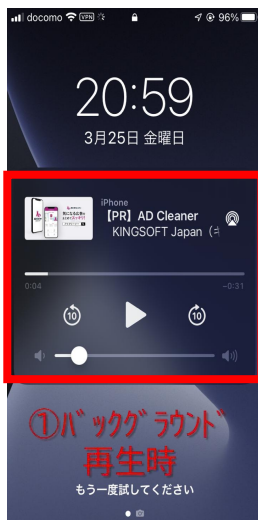 docomo VPN 96%
20:59
3月25日 金曜日
iPhone
【PR】AD Cleaner
KINGSOFT Japan（キ
0:04
-0:31
10
10
①バックグラウンド
再生時
もう一度試してください